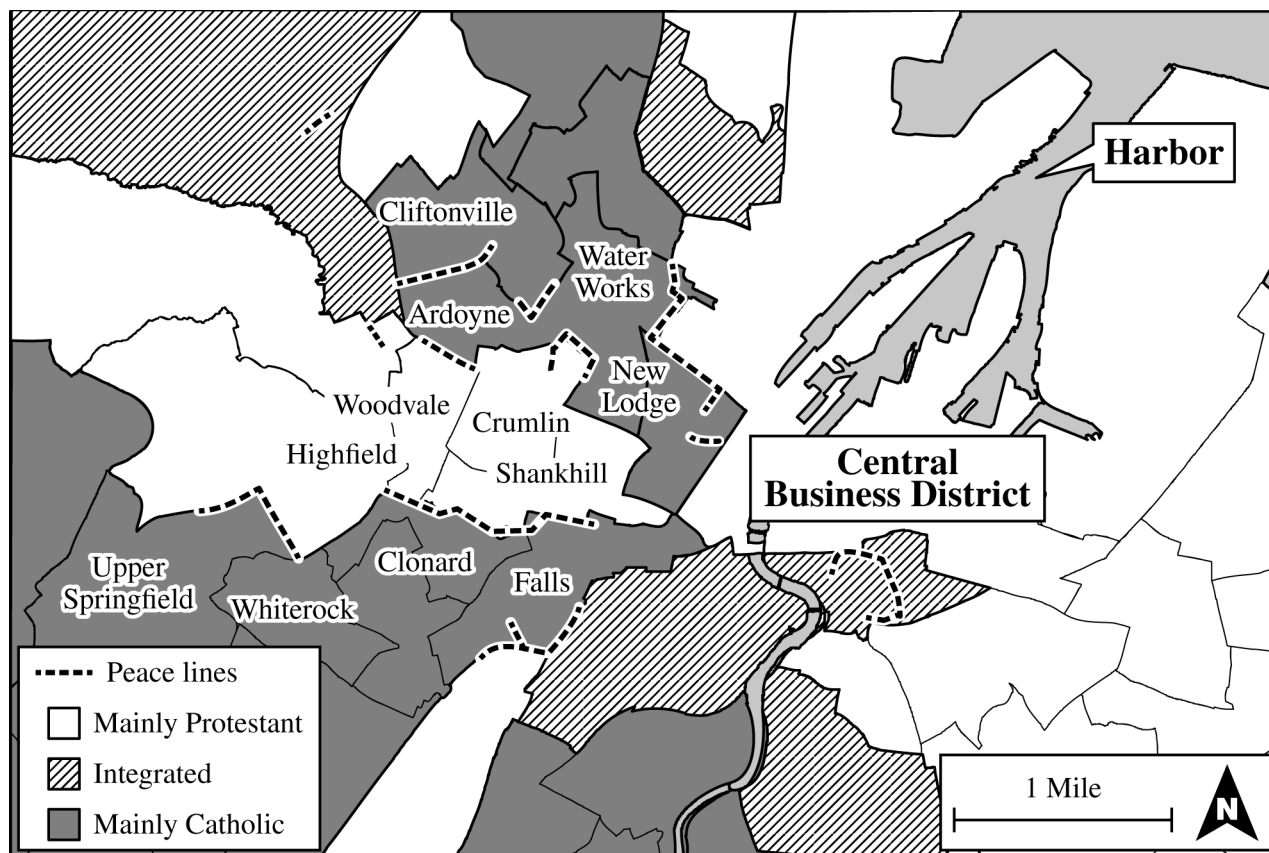 Harbor
Cliftonville
Water
Works
Ardoyne
New
Lodge
Woodvale
Crumlin
Highfield
Shankhill
Central
Business District
Clonard
Upper
Springfield
Falls
Whiterock
Peace lines
Mainly Protestant
Integrated
Mainly Catholic
1 Mile
N